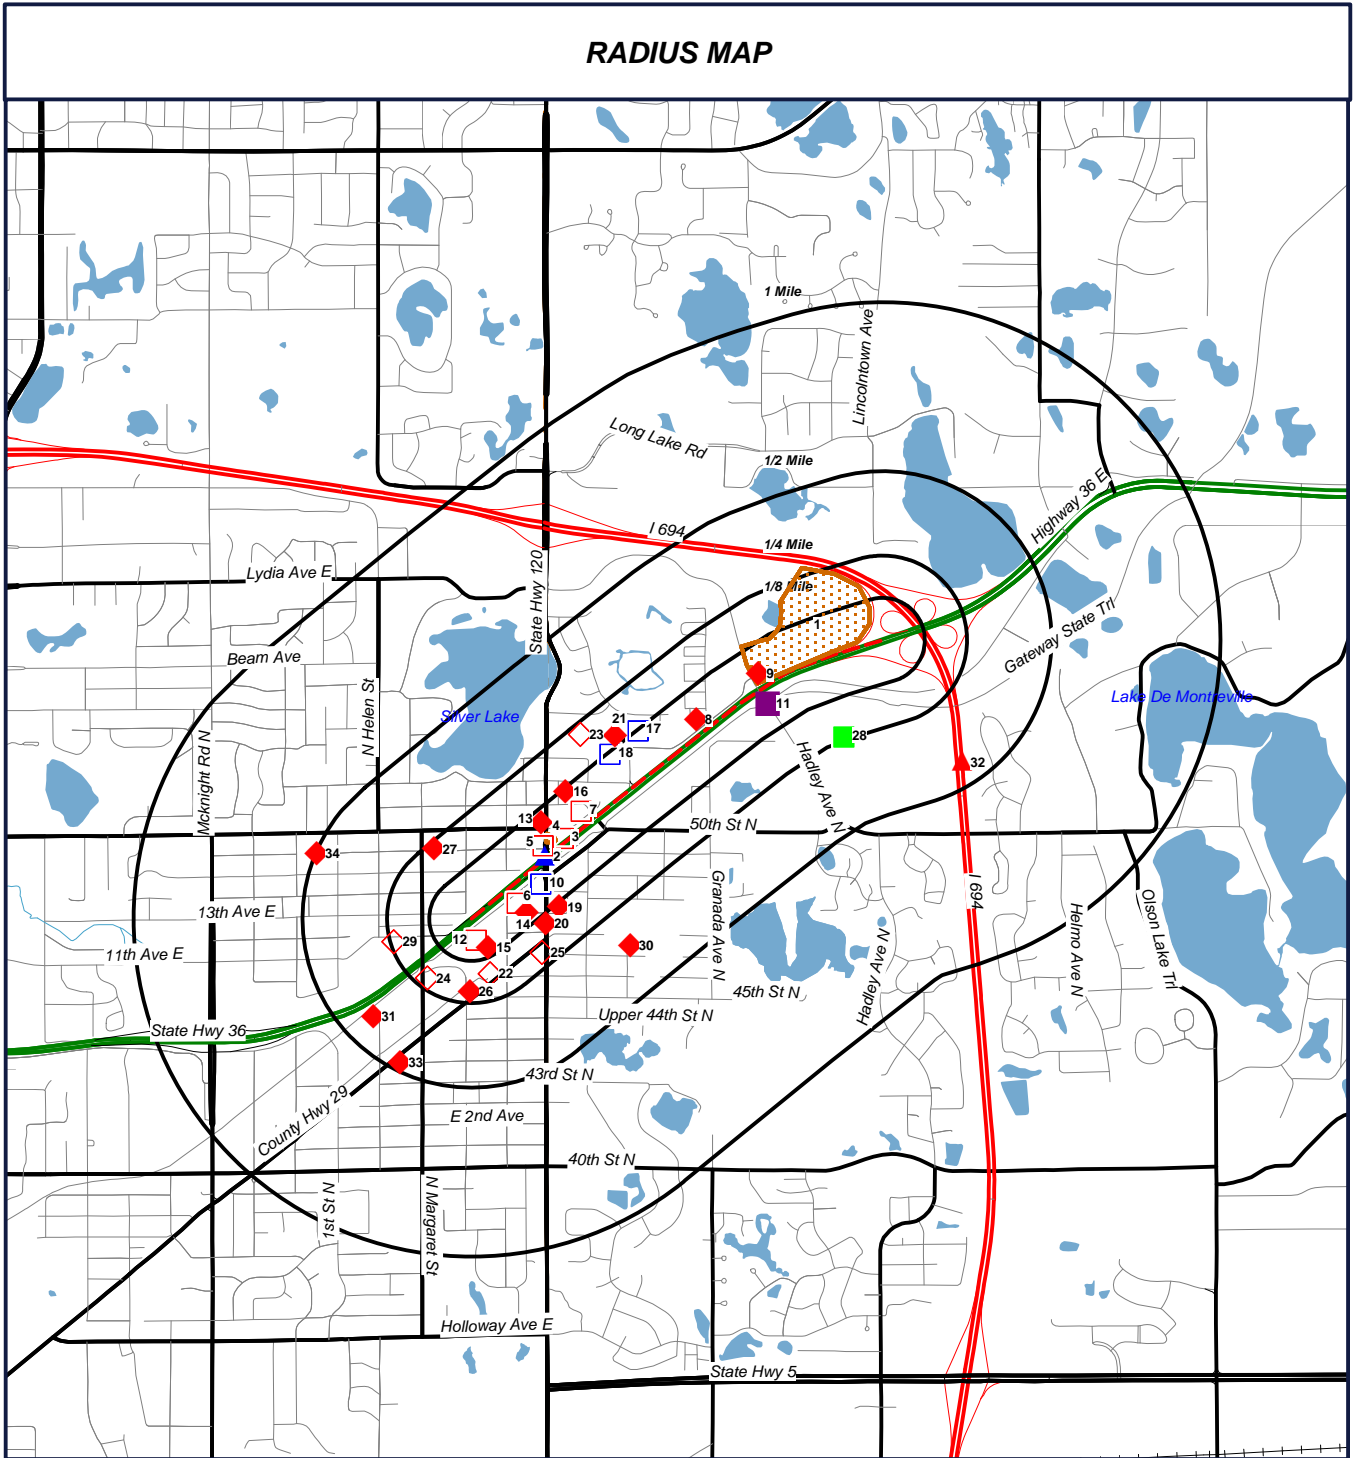 RADIUS MAP
1 Mile
Lincolntown Ave
Long Lake Rd
1/2 Mile
Highway 36 E
I 694
1/4 Mile
State Hwy 120
Lydia Ave E
1/8 Mile
1
Gateway State Trl
Beam Ave
9
N Helen St
Silver Lake
Lake De Montreville
11
8
21
17
23
18
28
Mcknight Rd N
Hadley Ave N
32
16
7
13
4
50th St N
3
5
2
34
27
10
6
I 694
Granada Ave N
13th Ave E
19
14
20
Olson Lake Trl
Helmo Ave N
12
29
15
30
11th Ave E
25
22
24
Hadley Ave N
26
45th St N
31
Upper 44th St N
State Hwy 36
33
43rd St N
County Hwy 29
E 2nd Ave
40th St N
1st St N
N Margaret St
Holloway Ave E
State Hwy 5